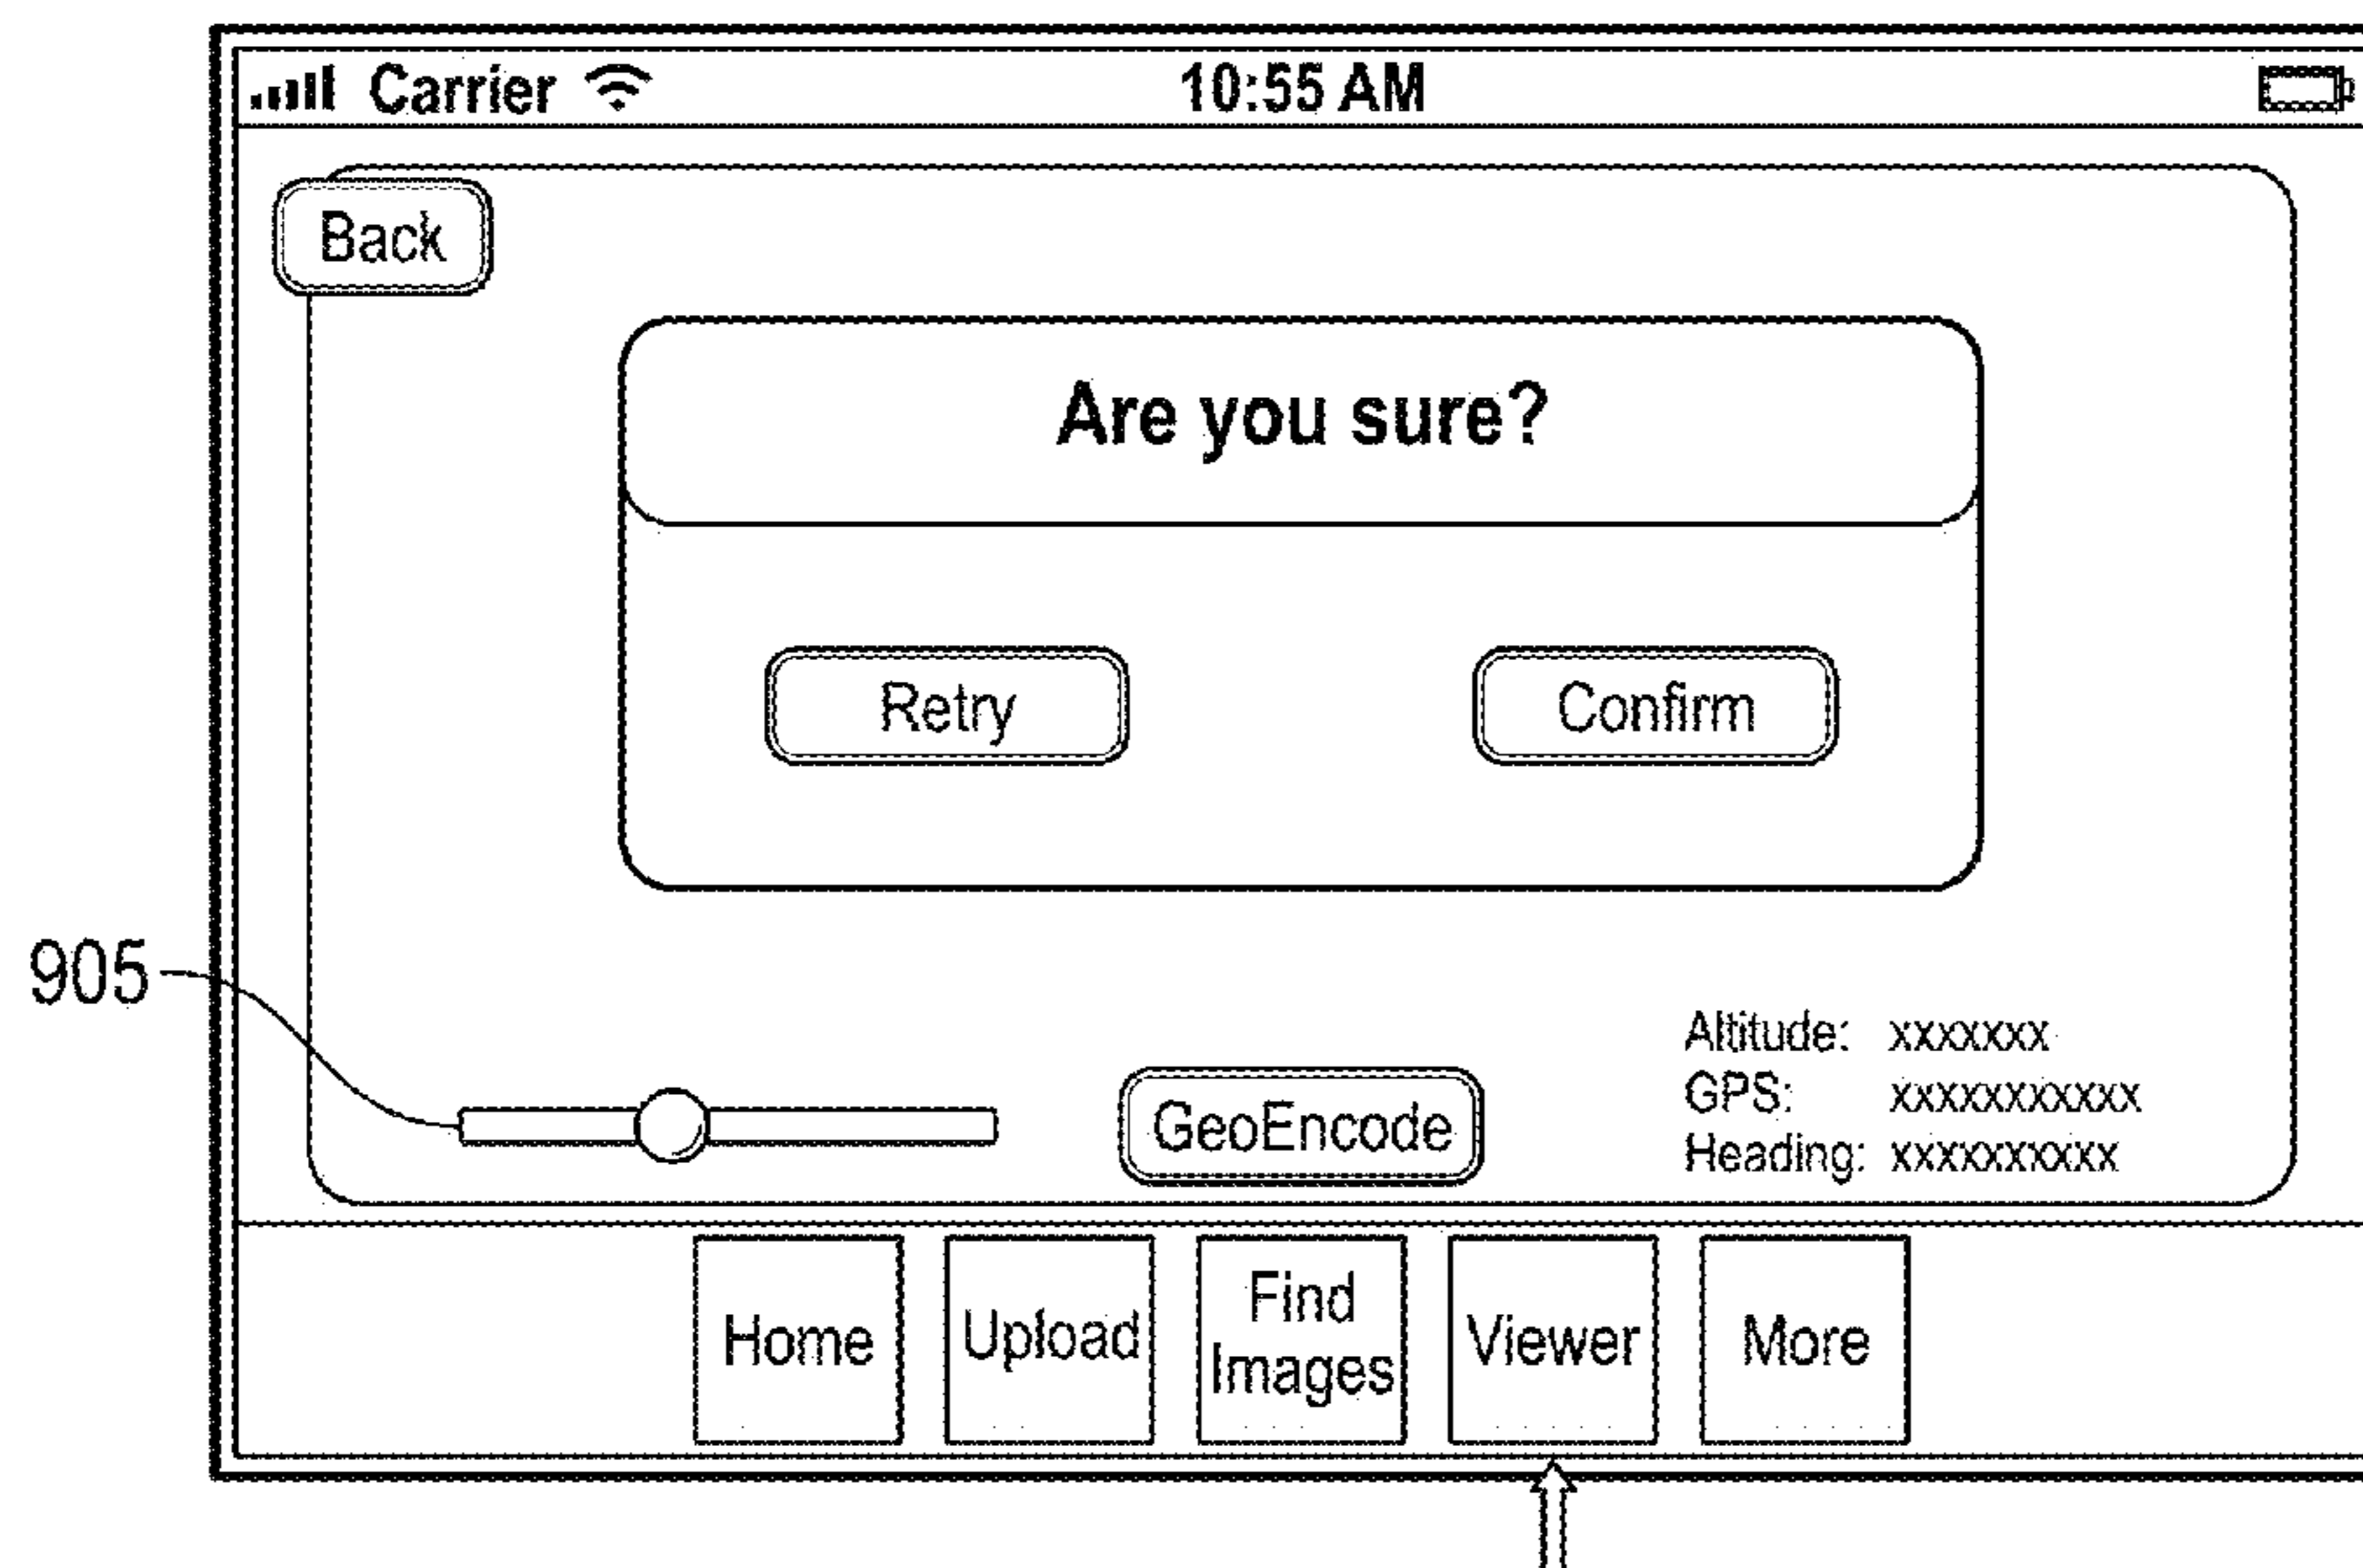 Carrier 10:55 AM
Back
Are you sure?
Retry Confirm
905
Altitude: xxxxxxx
GPS: xxxxxxxxxxx
Heading: xxxxxxxxxx
GeoEncode
Home Upload Find Images Viewer More